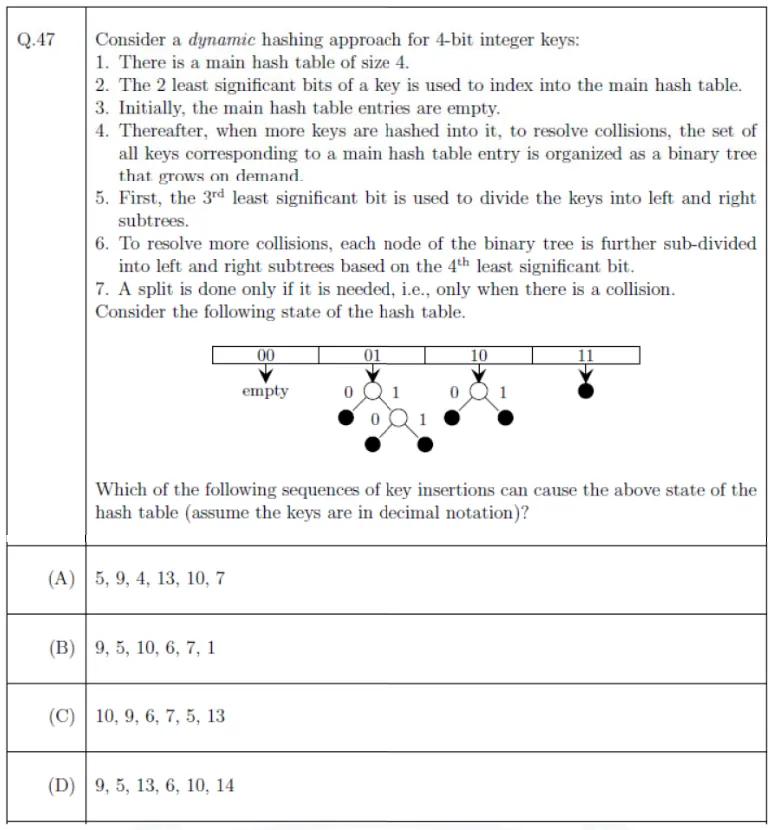 Q.47 Consider a dynamic hashing approach for 4-bit integer keys:
1. There is a main hash table of size 4.
2. The 2 least significant bits of a key is used to index into the main hash table.
3. Initially, the main hash table entries are empty.
4. Thereafter, when more keys are hashed into it, to resolve collisions, the set of
all keys corresponding to a main hash table entry is organized as a binary tree
that grows on demand.
5. First, the 3rd least significant bit is used to divide the keys into left and right
subtrees.
6. To resolve more collisions, each node of the binary tree is further sub-divided
into left and right subtrees based on the 4th least significant bit.
7. A split is done only if it is needed, i.e., only when there is a collision.
Consider the following state of the hash table.
00 01 10 11
empty 0 1 0 1
0 1
Which of the following sequences of key insertions can cause the above state of the
hash table (assume the keys are in decimal notation)?
(A) 5, 9, 4, 13, 10, 7
(B) 9, 5, 10, 6, 7, 1
(C) 10, 9, 6, 7, 5, 13
(D) 9, 5, 13, 6, 10, 14